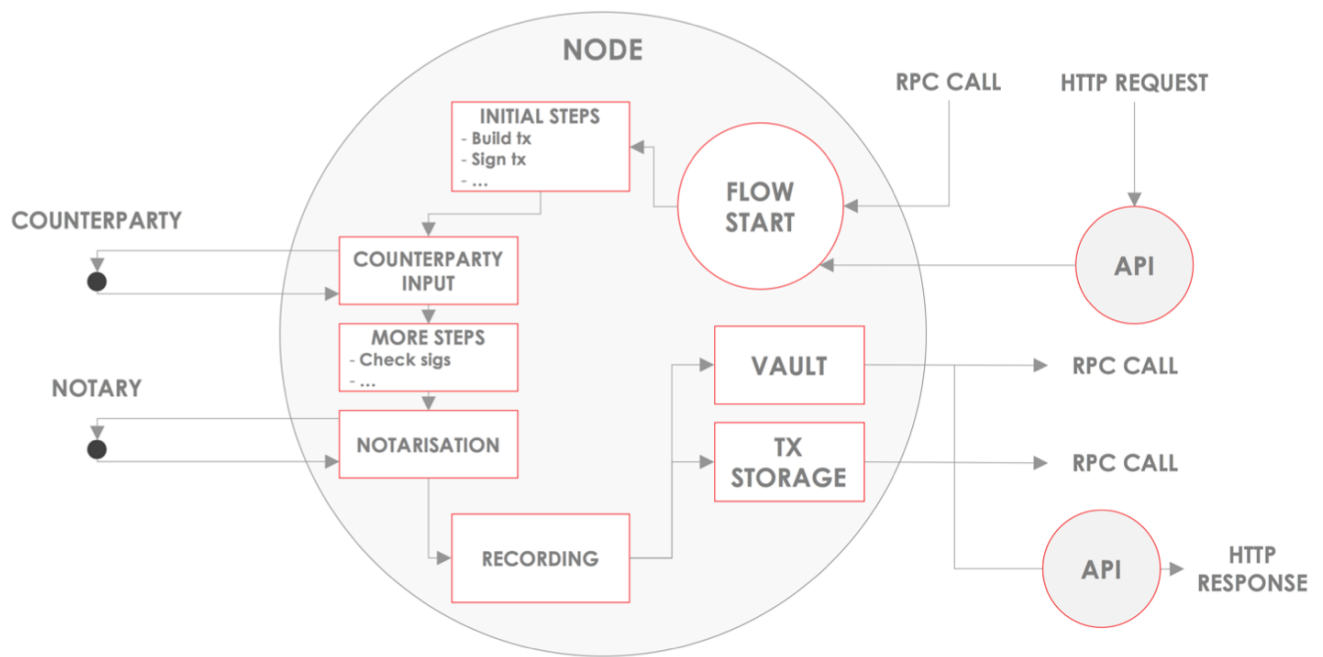 NODE
RPC CALL
HTTP REQUEST
INITIAL STEPS
- Build tx
- Sign tx
- ...
FLOW
START
COUNTERPARTY
COUNTERPARTY
INPUT
API
MORE STEPS
- Check sigs
- ...
VAULT
RPC CALL
NOTARY
NOTARISATION
TX
STORAGE
RPC CALL
RECORDING
API
HTTP
RESPONSE